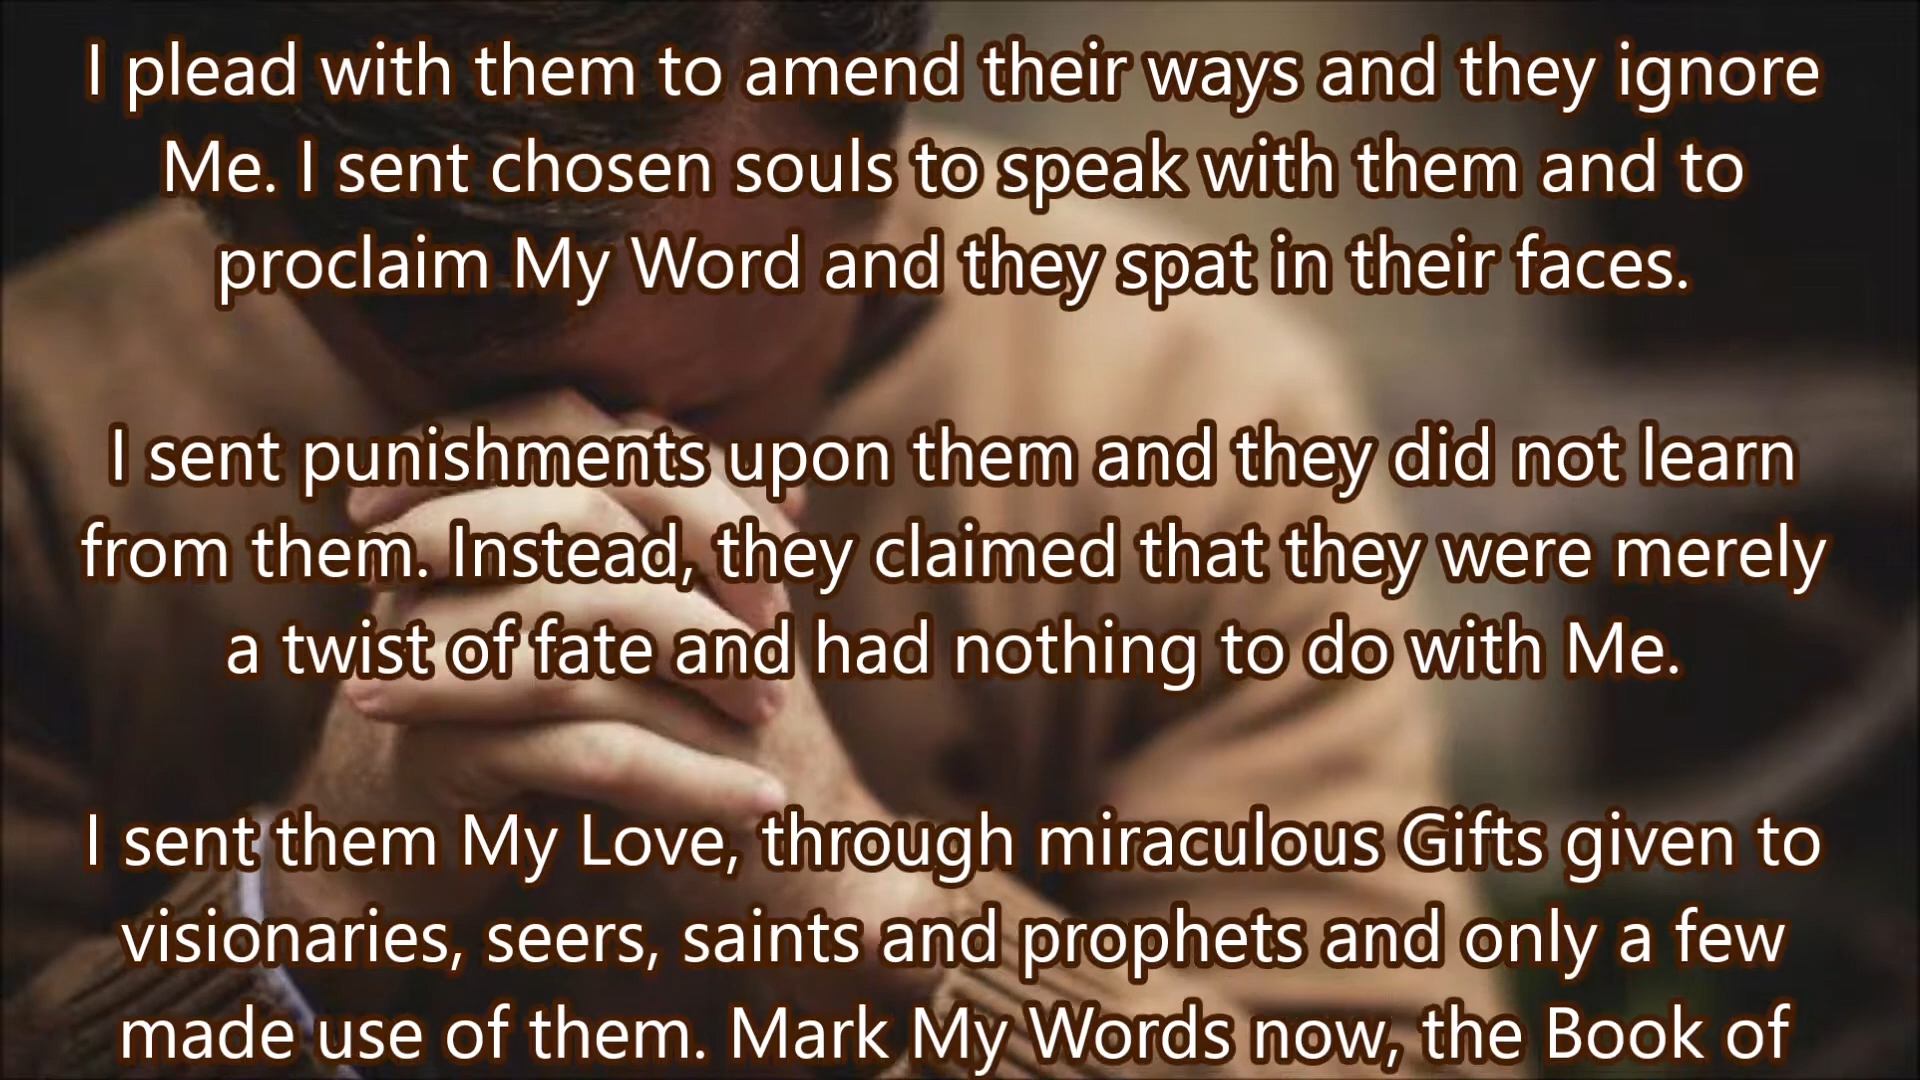 I plead with them to amend their ways and they ignore
Me. I sent chosen souls to speak with them and to
proclaim My Word and they spat in their faces.
I sent punishments upon them and they did not learn
from them. Instead, they claimed that they were merely
a twist of fate and had nothing to do with Me.
I sent them My Love, through miraculous Gifts given to
visionaries, seers, saints and prophets and only a few
made use of them. Mark My Words now, the Book of